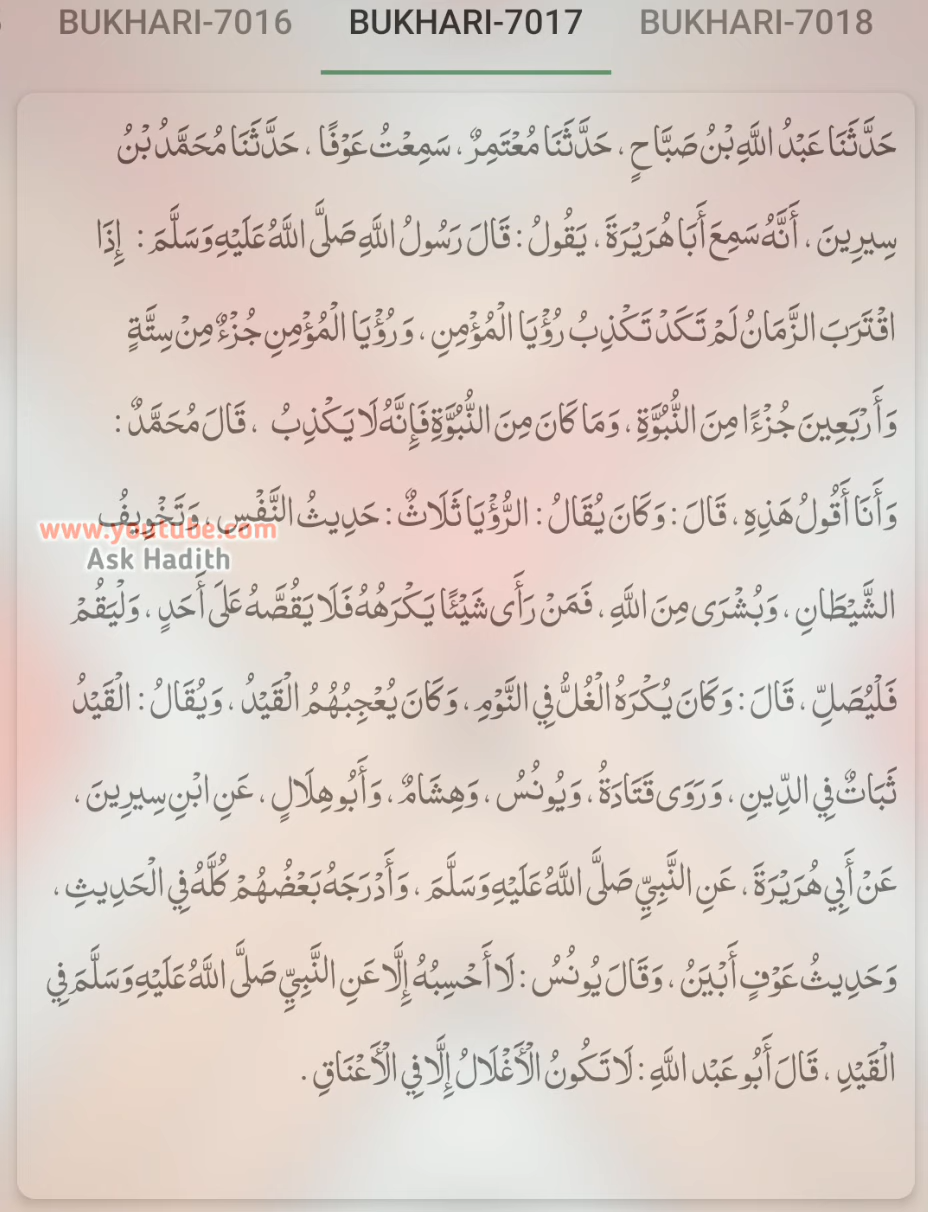 BUKHARI-7016 BUKHARI-7017 BUKHARI-7018
حَدَّثَنَا عَبْدُ اللَّهِ بْنُ صَبَّاحٍ ، حَدَّثَنَا مُعْتَمِرٌ ، سَمِعْتُ عَوْفًا ، حَدَّثَنَا مُحَمَّدُ بْنُ
سِيرِينَ ، أَنَّهُ سَمِعَ أَبَا هُرَيْرَةَ ، يَقُولُ : قَالَ رَسُولُ اللَّهِ صَلَّى اللَّهُ عَلَيْهِ وَسَلَّمَ : إِذَا
اقْتَرَبَ الزَّمَانُ لَمْ تَكَدْ تَكْذِبُ رُؤْيَا الْمُؤْمِنِ ، وَرُؤْيَا الْمُؤْمِنِ جُزْءٌ مِنْ سِتَّةٍ
وَأَرْبَعِينَ جُزْءًا مِنَ النُّبُوَّةِ ، وَمَا كَانَ مِنَ النُّبُوَّةِ فَإِنَّهُ لَا يَكْذِبُ ، قَالَ مُحَمَّدٌ :
وَأَنَا أَقُولُ هَذِهِ ، قَالَ : وَكَانَ يُقَالُ : الرُّؤْيَا ثَلَاثٌ : حَدِيثُ النَّفْسِ ، وَتَخْوِيفُ
www.youtube.com
Ask Hadith
الشَّيْطَانِ ، وَبُشْرَى مِنَ اللَّهِ ، فَمَنْ رَأَى شَيْئًا يَكْرَهُهُ فَلَا يَقُصَّهُ عَلَى أَحَدٍ ، وَلْيَقُمْ
فَلْيُصَلِّ ، قَالَ : وَكَانَ يُكْرَهُ الْغُلُّ فِي النَّوْمِ ، وَكَانَ يُعْجِبُهُمُ الْقَيْدُ ، وَيُقَالُ : الْقَيْدُ
ثَبَاتٌ فِي الدِّينِ ، وَرَوَى قَتَادَةُ ، وَيُونُسُ ، وَهِشَامٌ ، وَأَبُو هِلَالٍ ، عَنِ ابْنِ سِيرِينَ ،
عَنْ أَبِي هُرَيْرَةَ ، عَنِ النَّبِيِّ صَلَّى اللَّهُ عَلَيْهِ وَسَلَّمَ ، وَأَدْرَجَهُ بَعْضُهُمْ كُلَّهُ فِي الْحَدِيثِ ،
وَحَدِيثُ عَوْفٍ أَبْيَنُ ، وَقَالَ يُونُسُ : لَا أَحْسِبُهُ إِلَّا عَنِ النَّبِيِّ صَلَّى اللَّهُ عَلَيْهِ وَسَلَّمَ فِي
الْقَيْدِ ، قَالَ أَبُو عَبْد اللَّهِ : لَا تَكُونُ الْأَغْلَالُ إِلَّا فِي الْأَعْنَاقِ .